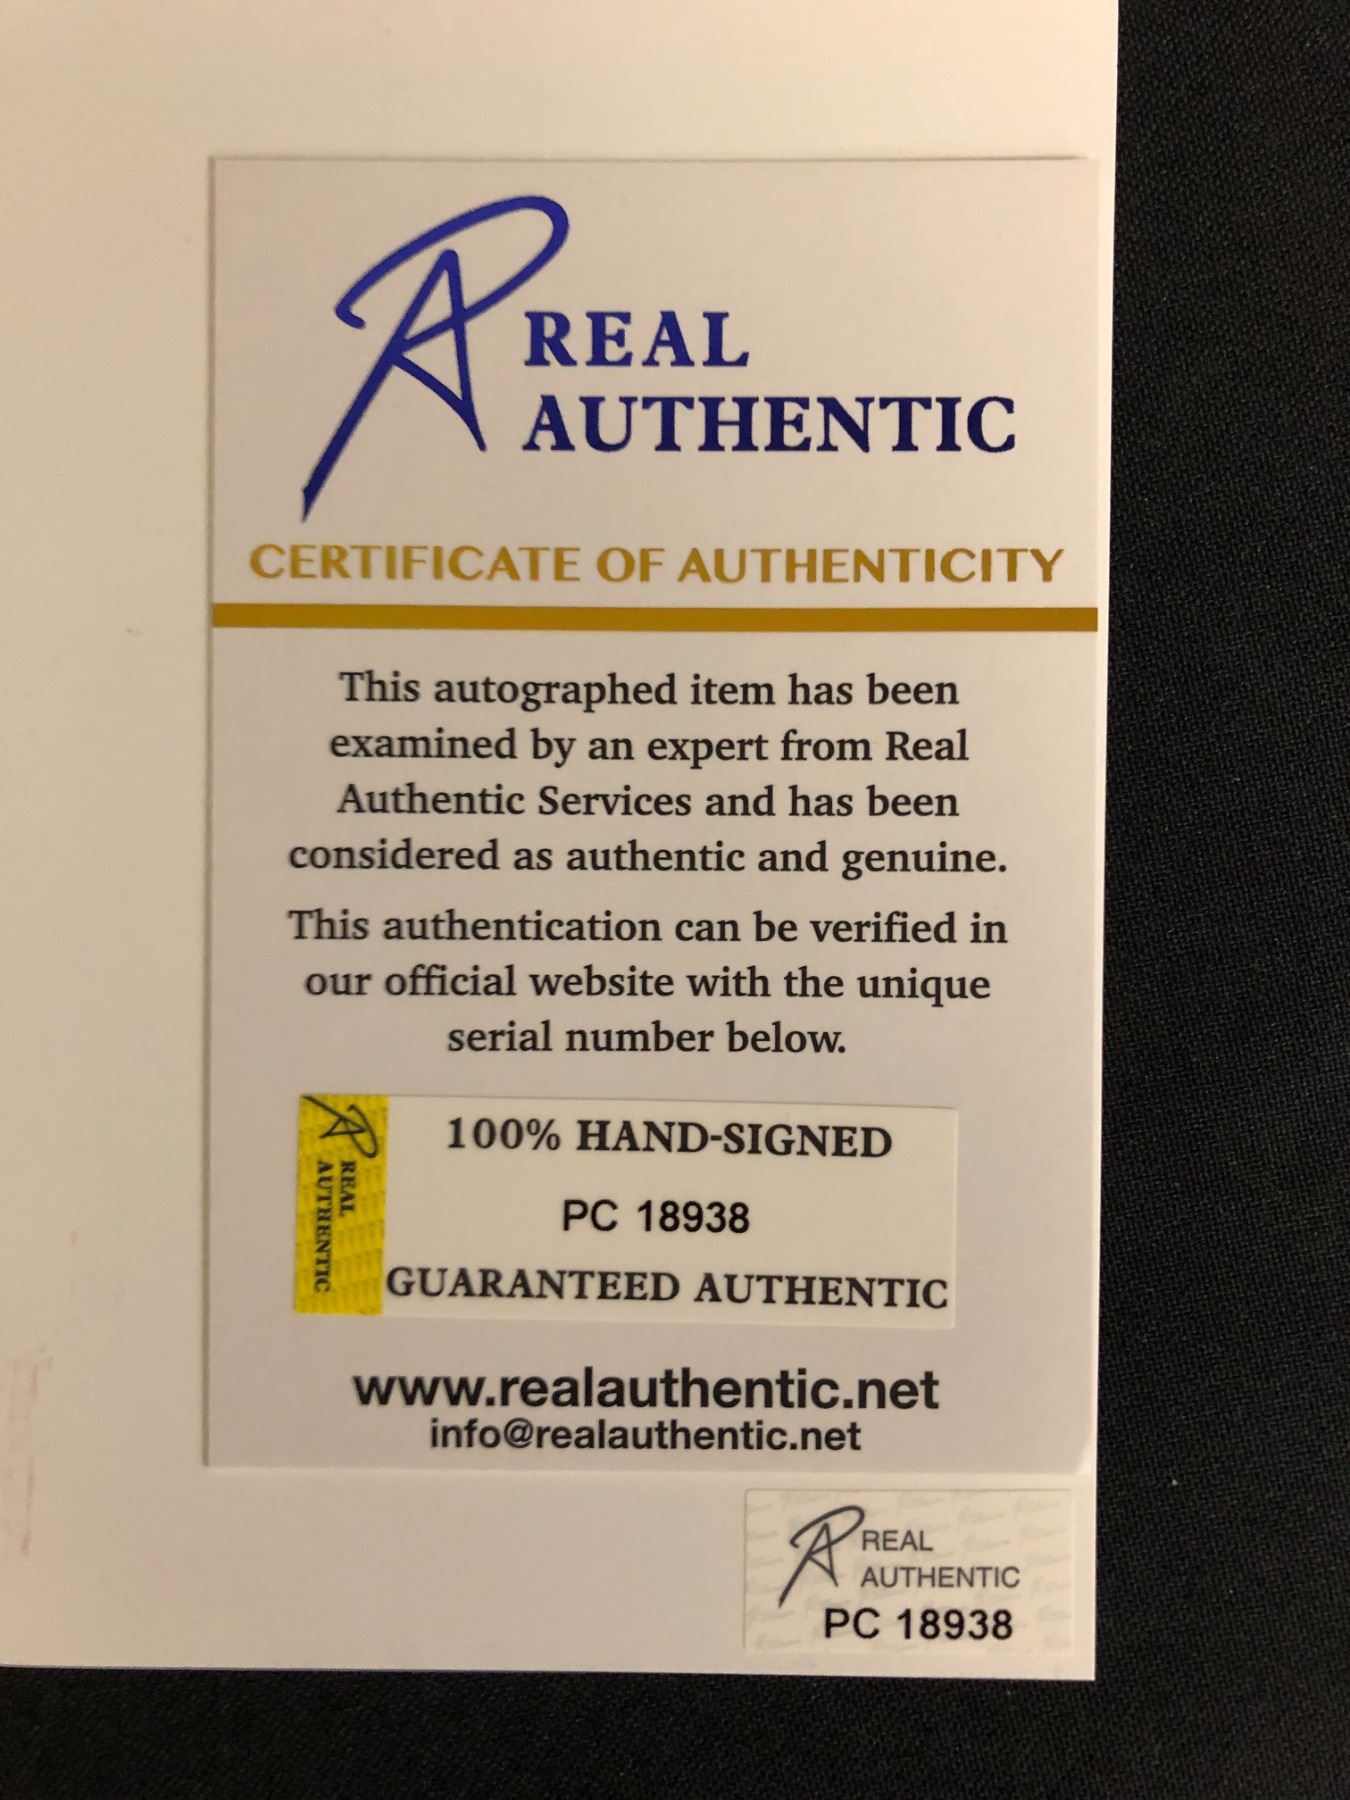 REAL
AUTHENTIC
CERTIFICATE OF AUTHENTICITY
This autographed item has been
examined by an expert from Real
Authentic Services and has been
considered as authentic and genuine.
This authentication can be verified in
our official website with the unique
serial number below.
REAL
AUTHENTIC
100% HAND-SIGNED
PC 18938
GUARANTEED AUTHENTIC
www.realauthentic.net
info@realauthentic.net
REAL
AUTHENTIC
PC 18938